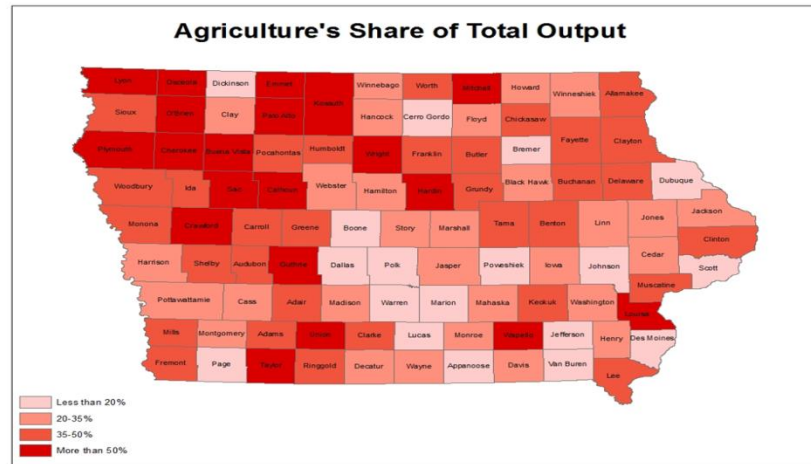 Agriculture's Share of Total Output
Lyon Osceola Dickinson Emmet Kossuth Winnebago Worth Mitchell Howard Winneshiek Allamakee
Sioux O'Brien Clay Palo Alto Hancock Cerro Gordo Floyd Chickasaw
Fayette Clayton
Plymouth Cherokee Buena Vista Pocahontas Humboldt Wright Franklin Butler Bremer
Woodbury Ida Sac Calhoun Webster Hamilton Hardin Grundy Black Hawk Buchanan Delaware Dubuque
Monona Crawford Carroll Greene Boone Story Marshall Tama Benton Linn Jones Jackson
Clinton
Harrison Shelby Audubon Guthrie Dallas Polk Jasper Poweshiek Iowa Johnson Cedar Scott
Muscatine
Pottawattamie Cass Adair Madison Warren Marion Mahaska Keokuk Washington Louisa
Mills Montgomery Adams Union Clarke Lucas Monroe Wapello Jefferson Henry Des Moines
Fremont Page Taylor Ringgold Decatur Wayne Appanoose Davis Van Buren Lee
Less than 20%
20-35%
35-50%
More than 50%